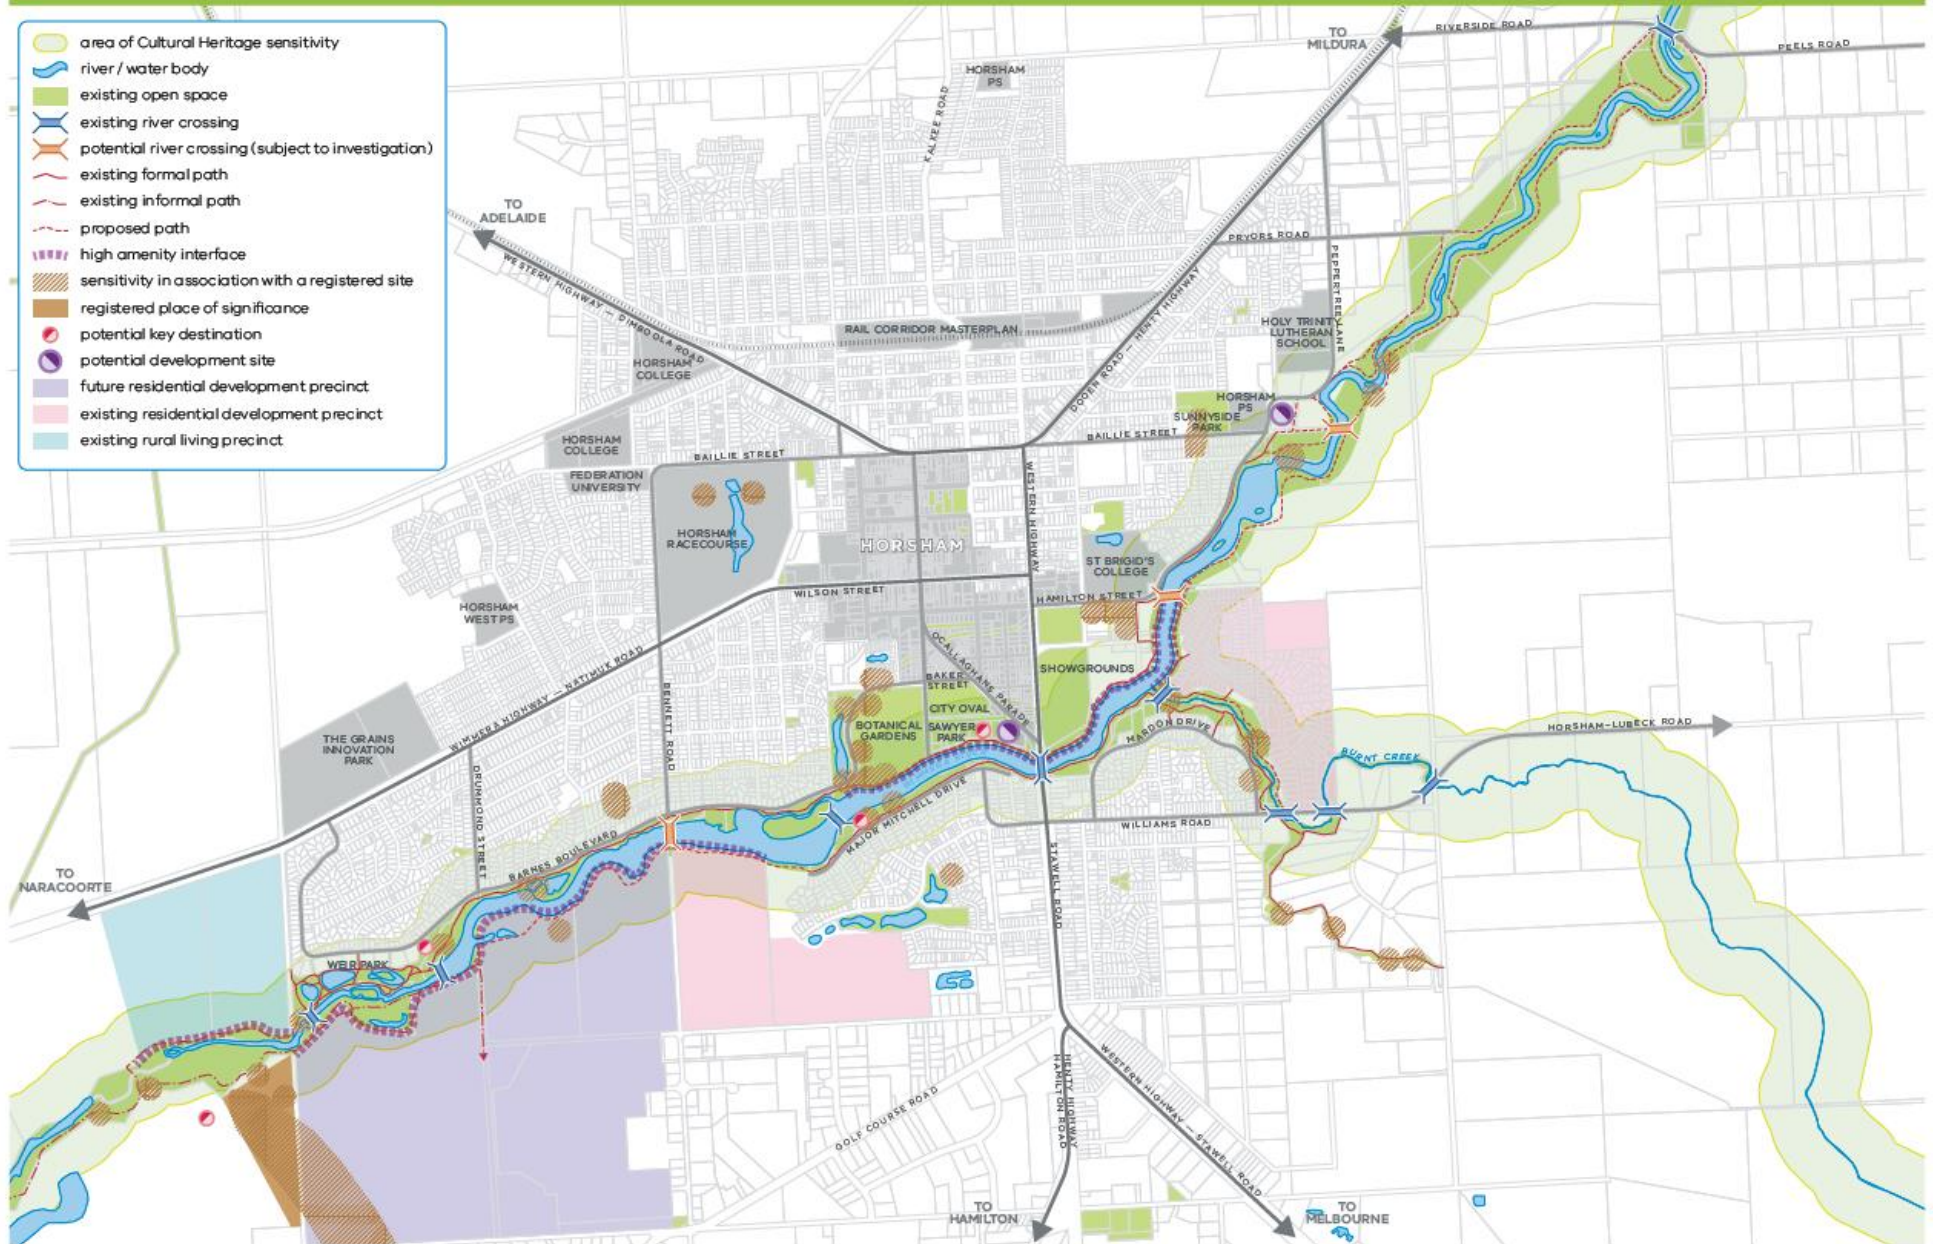 area of Cultural Heritage sensitivity
river / water body
existing open space
existing river crossing
potential river crossing (subject to investigation)
existing formal path
existing informal path
proposed path
high amenity interface
sensitivity in association with a registered site
registered place of significance
potential key destination
potential development site
future residential development precinct
existing residential development precinct
existing rural living precinct
TO
MILDURA
RIVERSIDE ROAD
PEELS ROAD
HORSHAM
PS
KALKEE ROAD
TO
ADELAIDE
WESTERN HIGHWAY — DIMBOOLA ROAD
PRYORS ROAD
PEPPERTREE LANE
RAIL CORRIDOR MASTERPLAN
DOOEN ROAD
HENTY HIGHWAY
HOLY TRINITY
LUTHERAN
SCHOOL
HORSHAM
COLLEGE
HORSHAM
PS
SUNNYSIDE
PARK
BAILLIE STREET
HORSHAM
COLLEGE
BAILLIE STREET
FEDERATION
UNIVERSITY
WESTERN HIGHWAY
HORSHAM
RACECOURSE
HORSHAM
ST BRIGID'S
COLLEGE
WILSON STREET
HAMILTON STREET
HORSHAM
WEST PS
OCALLAGHANS PARADE
SHOWGROUNDS
BAKER
STREET
WIMMERA HIGHWAY — NATIMUK ROAD
BENNETT ROAD
CITY OVAL
BOTANICAL
GARDENS
SAWYER
PARK
MARDON DRIVE
HORSHAM-LUBECK ROAD
THE GRAINS
INNOVATION
PARK
BURNT CREEK
DRUMMOND STREET
MAJOR MITCHELL DRIVE
WILLIAMS ROAD
BARNES BOULEVARD
STAWELL ROAD
TO
NARACOORTE
WEIR PARK
GOLF COURSE ROAD
HENTY HIGHWAY
HAMILTON ROAD
WESTERN HIGHWAY — STAWELL ROAD
TO
HAMILTON
TO
MELBOURNE